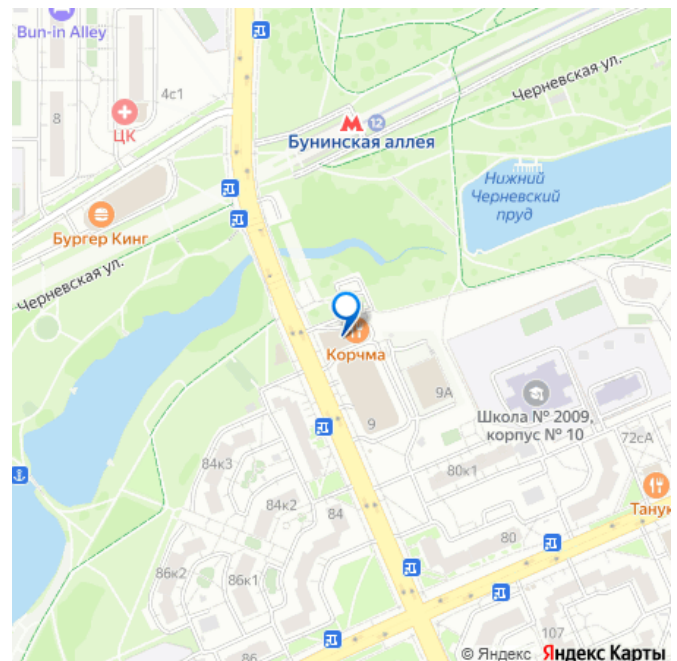 Bun-in Alley
4с1
8
ЦК
Черневская ул.
12
Бунинская аллея
Нижний
Черневский
пруд
Бургер Кинг
Черневская ул.
Корчма
9А
9
Школа № 2009,
корпус № 10
72сА
84к3
80к1
Танук
84к2
84
80
86к2
86к1
107
86
© Яндекс Яндекс Карты